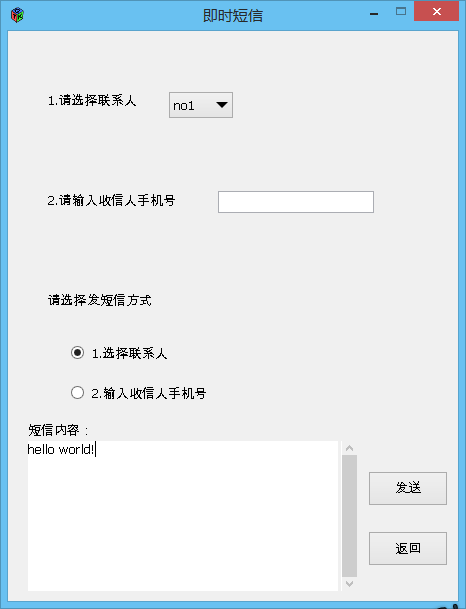 即时短信
1.请选择联系人
no1
2.请输入收信人手机号
请选择发短信方式
1.选择联系人
2.输入收信人手机号
短信内容：
hello world!
发送
返回